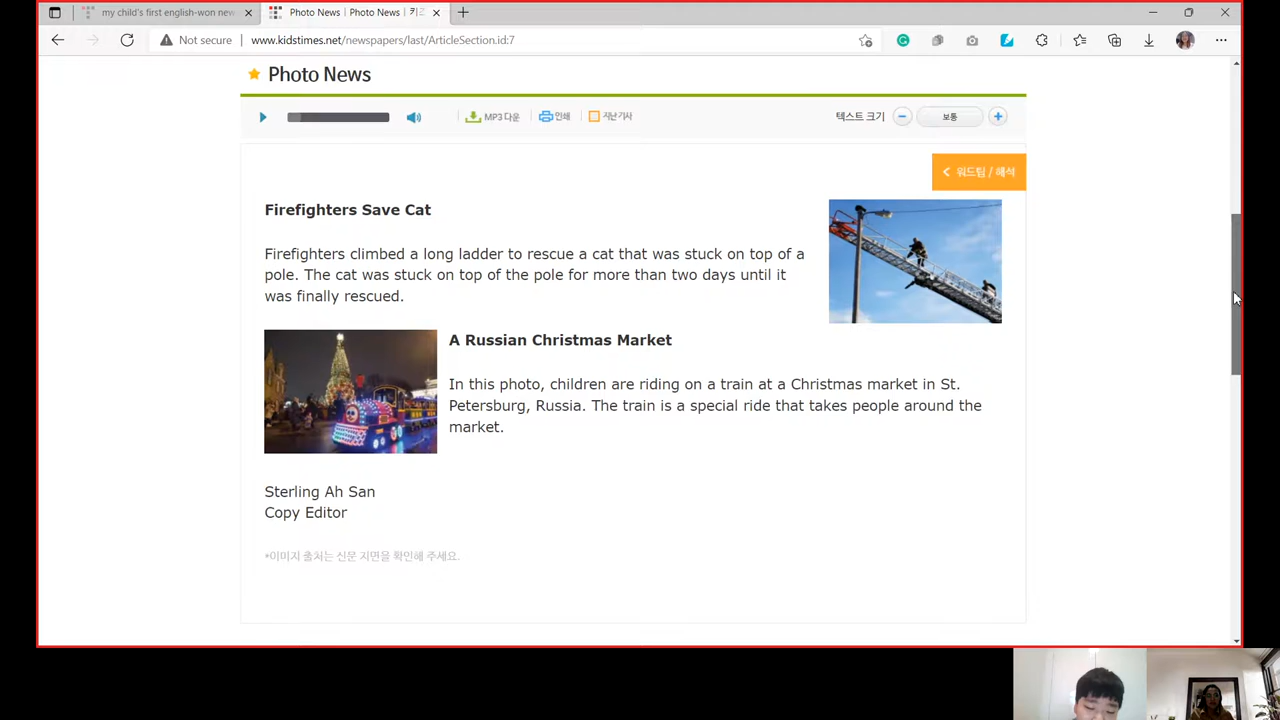 my child's first english-won new
Photo News | Photo News | 키
Not secure
www.kidstimes.net/newspapers/last/ArticleSection.id:7
Photo News
MP3 다운
인쇄
지난기사
텍스트 크기
보통
워드팁 / 해석
Firefighters Save Cat
Firefighters climbed a long ladder to rescue a cat that was stuck on top of a
pole. The cat was stuck on top of the pole for more than two days until it
was finally rescued.
A Russian Christmas Market
In this photo, children are riding on a train at a Christmas market in St.
Petersburg, Russia. The train is a special ride that takes people around the
market.
Sterling Ah San
Copy Editor
*이미지 출처는 신문 지면을 확인해 주세요.